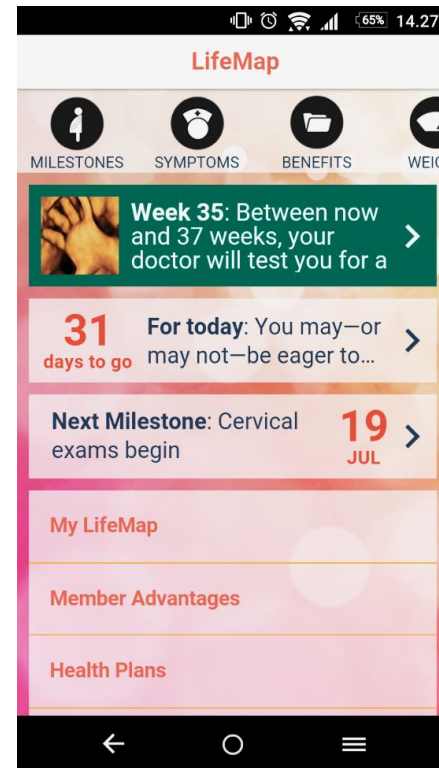 65% 14.27
LifeMap
MILESTONES SYMPTOMS BENEFITS WEIG
Week 35: Between now
and 37 weeks, your
doctor will test you for a
31
days to go
For today: You may—or
may not—be eager to...
Next Milestone: Cervical
exams begin
19
JUL
My LifeMap
Member Advantages
Health Plans